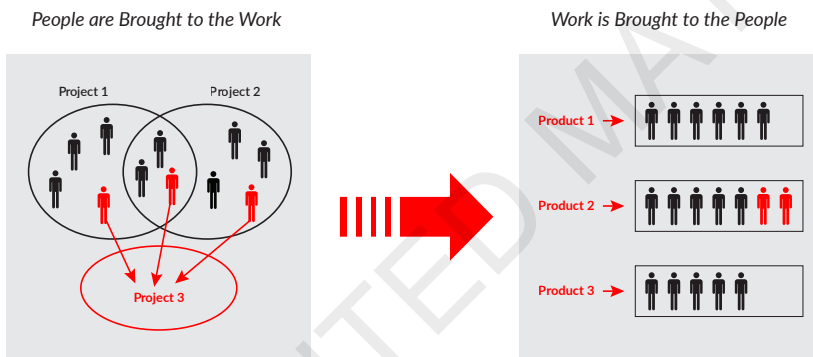 People are Brought to the Work
Work is Brought to the People
Project 1
Project 2
Project 3
Product 1
Product 2
Product 3